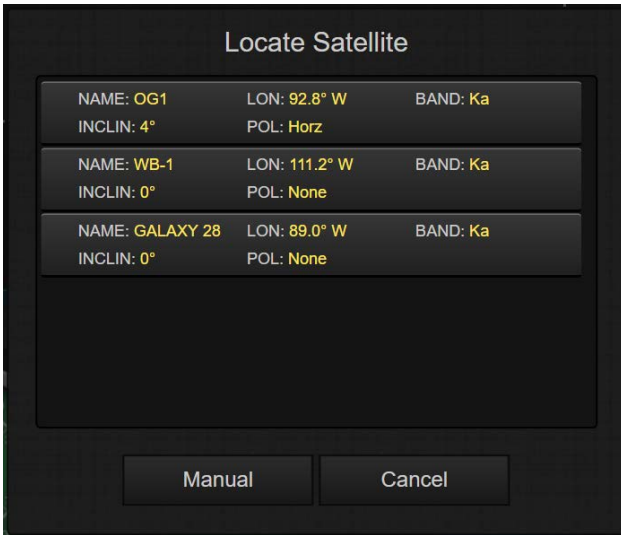 Locate Satellite
NAME: OG1 LON: 92.8° W BAND: Ka
INCLIN: 4° POL: Horz
NAME: WB-1 LON: 111.2° W BAND: Ka
INCLIN: 0° POL: None
NAME: GALAXY 28 LON: 89.0° W BAND: Ka
INCLIN: 0° POL: None
Manual Cancel